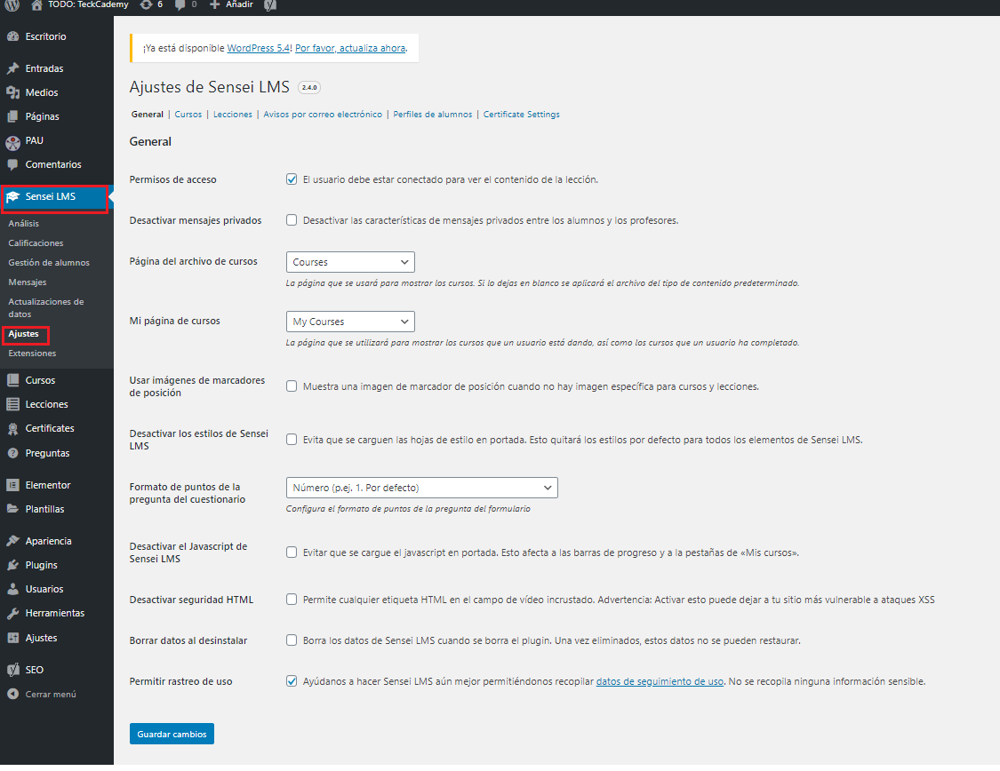 TODO: TeckCademy 6 0 Añadir
Escritorio
Entradas
Medios
Páginas
PAU
Comentarios
Sensei LMS
Análisis
Calificaciones
Gestión de alumnos
Mensajes
Actualizaciones de
datos
Ajustes
Extensiones
Cursos
Lecciones
Certificates
Preguntas
Elementor
Plantillas
Apariencia
Plugins
Usuarios
Herramientas
Ajustes
SEO
Cerrar menú
¡Ya está disponible WordPress 5.4! Por favor, actualiza ahora.
Ajustes de Sensei LMS 2.4.0
General | Cursos | Lecciones | Avisos por correo electrónico | Perfiles de alumnos | Certificate Settings
General
Permisos de acceso
El usuario debe estar conectado para ver el contenido de la lección.
Desactivar mensajes privados
Desactivar las características de mensajes privados entre los alumnos y los profesores.
Página del archivo de cursos
Courses
La página que se usará para mostrar los cursos. Si lo dejas en blanco se aplicará el archivo del tipo de contenido predeterminado.
Mi página de cursos
My Courses
La página que se utilizará para mostrar los cursos que un usuario está dando, así como los cursos que un usuario ha completado.
Usar imágenes de marcadores
de posición
Muestra una imagen de marcador de posición cuando no hay imagen específica para cursos y lecciones.
Desactivar los estilos de Sensei
LMS
Evita que se carguen las hojas de estilo en portada. Esto quitará los estilos por defecto para todos los elementos de Sensei LMS.
Formato de puntos de la
pregunta del cuestionario
Número (p.ej. 1. Por defecto)
Configura el formato de puntos de la pregunta del formulario
Desactivar el Javascript de
Sensei LMS
Evitar que se cargue el javascript en portada. Esto afecta a las barras de progreso y a la pestañas de «Mis cursos».
Desactivar seguridad HTML
Permite cualquier etiqueta HTML en el campo de vídeo incrustado. Advertencia: Activar esto puede dejar a tu sitio más vulnerable a ataques XSS
Borrar datos al desinstalar
Borra los datos de Sensei LMS cuando se borra el plugin. Una vez eliminados, estos datos no se pueden restaurar.
Permitir rastreo de uso
Ayúdanos a hacer Sensei LMS aún mejor permitiéndonos recopilar datos de seguimiento de uso. No se recopila ninguna información sensible.
Guardar cambios